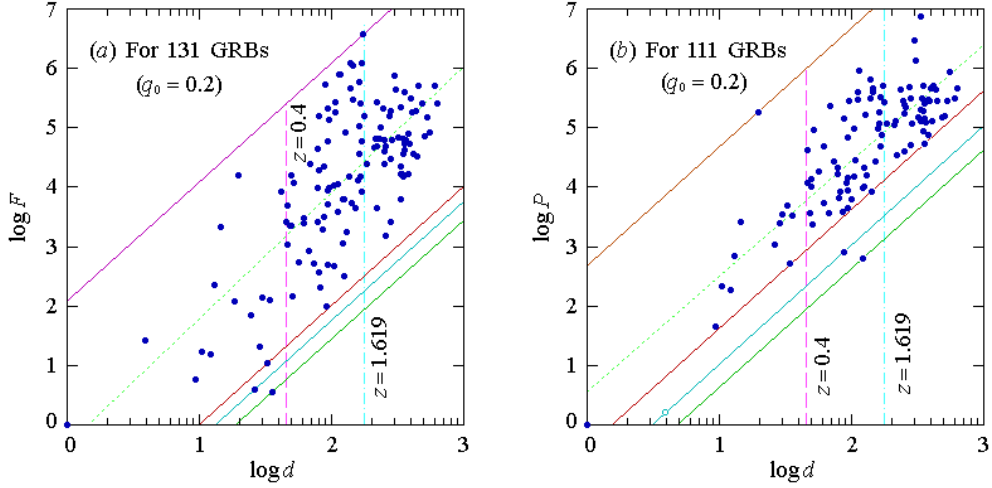 (a) For 131 GRBs
(q₀ = 0.2)
z = 0.4
z = 1.619
log F
7
6
5
4
3
2
1
0
0 1 2 3
log d
(b) For 111 GRBs
(q₀ = 0.2)
z = 0.4
z = 1.619
log P
7
6
5
4
3
2
1
0
0 1 2 3
log d